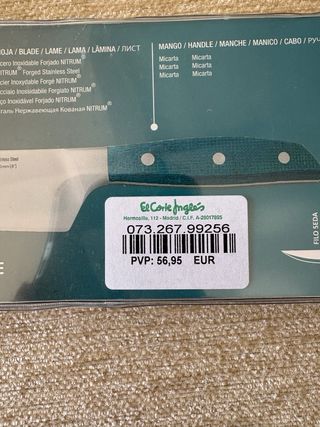 OJA / BLADE / LAME / LAMA / LÂMINA / ЛИСТ
cero Inoxidable Forjado NITRUM®
NITRUM® Forged Stainless Steel
cier Inoxydable Forgé NITRUM®
cciaio Inossidabile Forgiato NITRUM®
ço Inoxidável Forjado NITRUM®
таль Нержавеющая Кованая NITRUM®
MANGO / HANDLE / MANCHE / MANICO / CABO / РУЧ
Micarta Micarta
Micarta Micarta
Micarta Micarta
El Corte Inglés
Hermosilla, 112 - Madrid / C.I.F. A-28017895
073.267.99256
PVP: 56,95 EUR
FILO SEDA
E